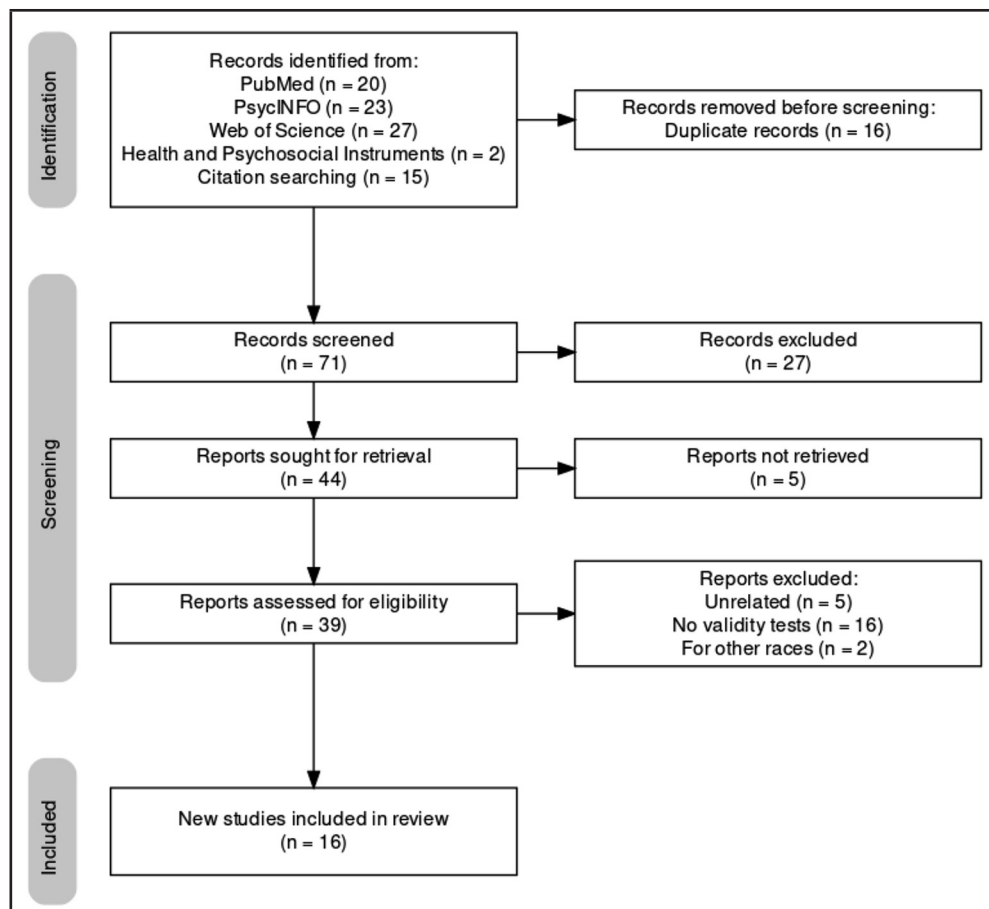 Identification
Records identified from:
PubMed (n = 20)
PsycINFO (n = 23)
Web of Science (n = 27)
Health and Psychosocial Instruments (n = 2)
Citation searching (n = 15)
Records removed before screening:
Duplicate records (n = 16)
Screening
Records screened
(n = 71)
Records excluded
(n = 27)
Reports sought for retrieval
(n = 44)
Reports not retrieved
(n = 5)
Reports assessed for eligibility
(n = 39)
Reports excluded:
Unrelated (n = 5)
No validity tests (n = 16)
For other races (n = 2)
Included
New studies included in review
(n = 16)